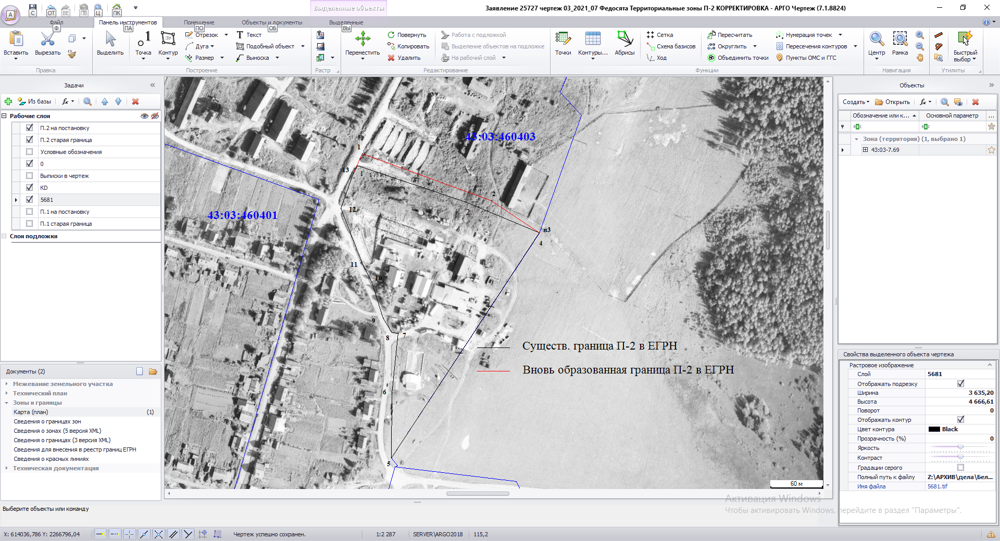 Выделенные объекты
Заявление 25727 чертеж 03_2021_07 Федосята Территориальные зоны П-2 КОРРЕКТИРОВКА - АРГО Чертеж (7.1.8824)
С ОТ ВЕ ПВ Ц ПК
Файл Панель инструментов Помещение Объекты и документы Выделенные
Ф ПА ПО ОБ ВЫ
Вставить Вырезать
Правка
Выделить Точка Контур
Отрезок Текст
Дуга Подобный объект
Размер Выноска
Построение
Растр
Переместить
Повернуть Работа с подложкой
Копировать Выделение объектов на подложке
Удалить На рабочий слой
Редактирование
Точки Контуры... Абрисы
Сетка Пересчитать Нумерация точек
Схема базисов Округлить Пересечения контуров
Ход Объединить точки Пункты ОМС и ГГС
Функции
Центр Рамка
Навигация
Быстрый выбор
Утилиты
Задачи
Из базы
Рабочие слои
П.2 на постановку
П.2 старая граница
Условные обозначения
0
Выписки в чертеж
KD
5681
П.1 на постановку
П.1 старая граница
Слои подложки
Документы (2)
Межевание земельного участка
Технический план
Зоны и границы
Карта (план) (1)
Сведения о границах зон
Сведения о зонах (5 версия XML)
Сведения о границах (3 версия XML)
Сведения для внесения в реестр границ ЕГРН
Сведения о красных линиях
Техническая документация
43:03:460403
1
13
1
2
2
43:03:460401
12
н3
4
11
10
9
7
8
Существ. граница П-2 в ЕГРН
Вновь образованная граница П-2 в ЕГРН
6
5
60 м
Объекты
Создать Открыть
Обозначение или к... Основной параметр ...
Зона (территория) (1, выбрано 1)
43:03-7.69
Свойства выделенного объекта чертежа
Растровое изображение
Слой 5681
Отображать подрезку
Ширина 3 635,20
Высота 4 666,61
Поворот 0
Отображать контур
Цвет контура Black
Прозрачность (%) 0
Яркость
Контраст
Градации серого
Полный путь к файлу Z:\АРХИВ\дела\Бел...
Имя файла 5681.tif
Активация Windows
Чтобы активировать Windows, перейдите в раздел "Параметры".
Выберите объекты или команду
X: 614036,786 Y: 2266796,04 Чертеж успешно сохранен. 1:2 287 SERVER\ARGO2018 115,2